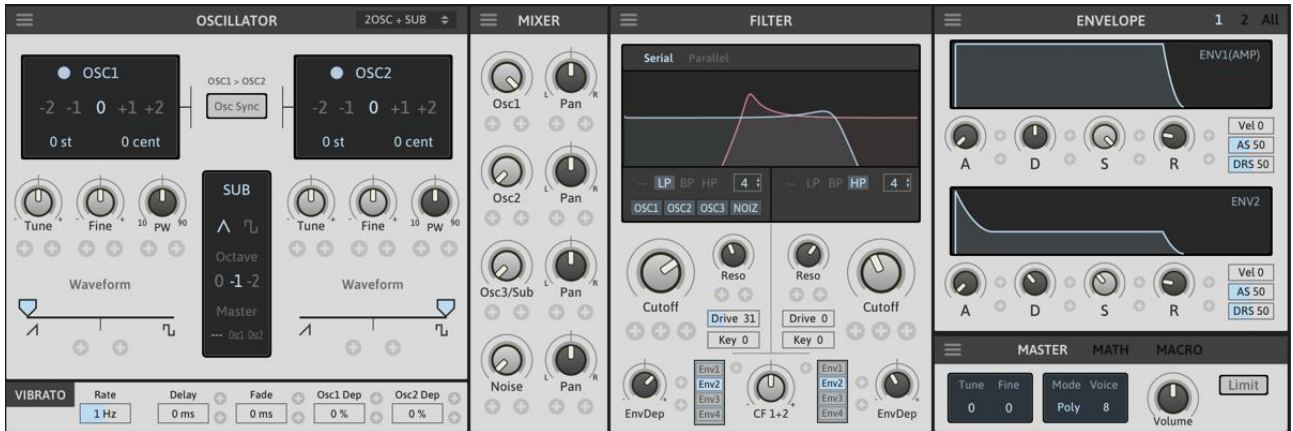 OSCILLATOR
2OSC + SUB
OSC1
-2 -1 0 +1 +2
0 st 0 cent
OSC1 > OSC2
Osc Sync
OSC2
-2 -1 0 +1 +2
0 st 0 cent
- + - + 10 90
Tune Fine PW
SUB
Octave
0 -1 -2
Master
--- Osc1 Osc2
- + - + 10 90
Tune Fine PW
Waveform
Waveform
VIBRATO
Rate Delay Fade Osc1 Dep Osc2 Dep
1 Hz 0 ms 0 ms 0 % 0 %
MIXER
Osc1 L Pan R
Osc2 L Pan R
Osc3/Sub L Pan R
Noise L Pan R
FILTER
Serial Parallel
-- LP BP HP 4
-- LP BP HP 4
OSC1 OSC2 OSC3 NOIZ
Cutoff Reso Reso Cutoff
Drive 31 Drive 0
Key 0 Key 0
Env1 Env1
Env2 Env2
Env3 Env3
Env4 Env4
EnvDep - CF 1+2 + EnvDep
ENVELOPE 1 2 All
ENV1(AMP)
A D S R
Vel 0
AS 50
DRS 50
ENV2
A D S R
Vel 0
AS 50
DRS 50
MASTER MATH MACRO
Tune Fine Mode Voice
0 0 Poly 8
Volume
Limit